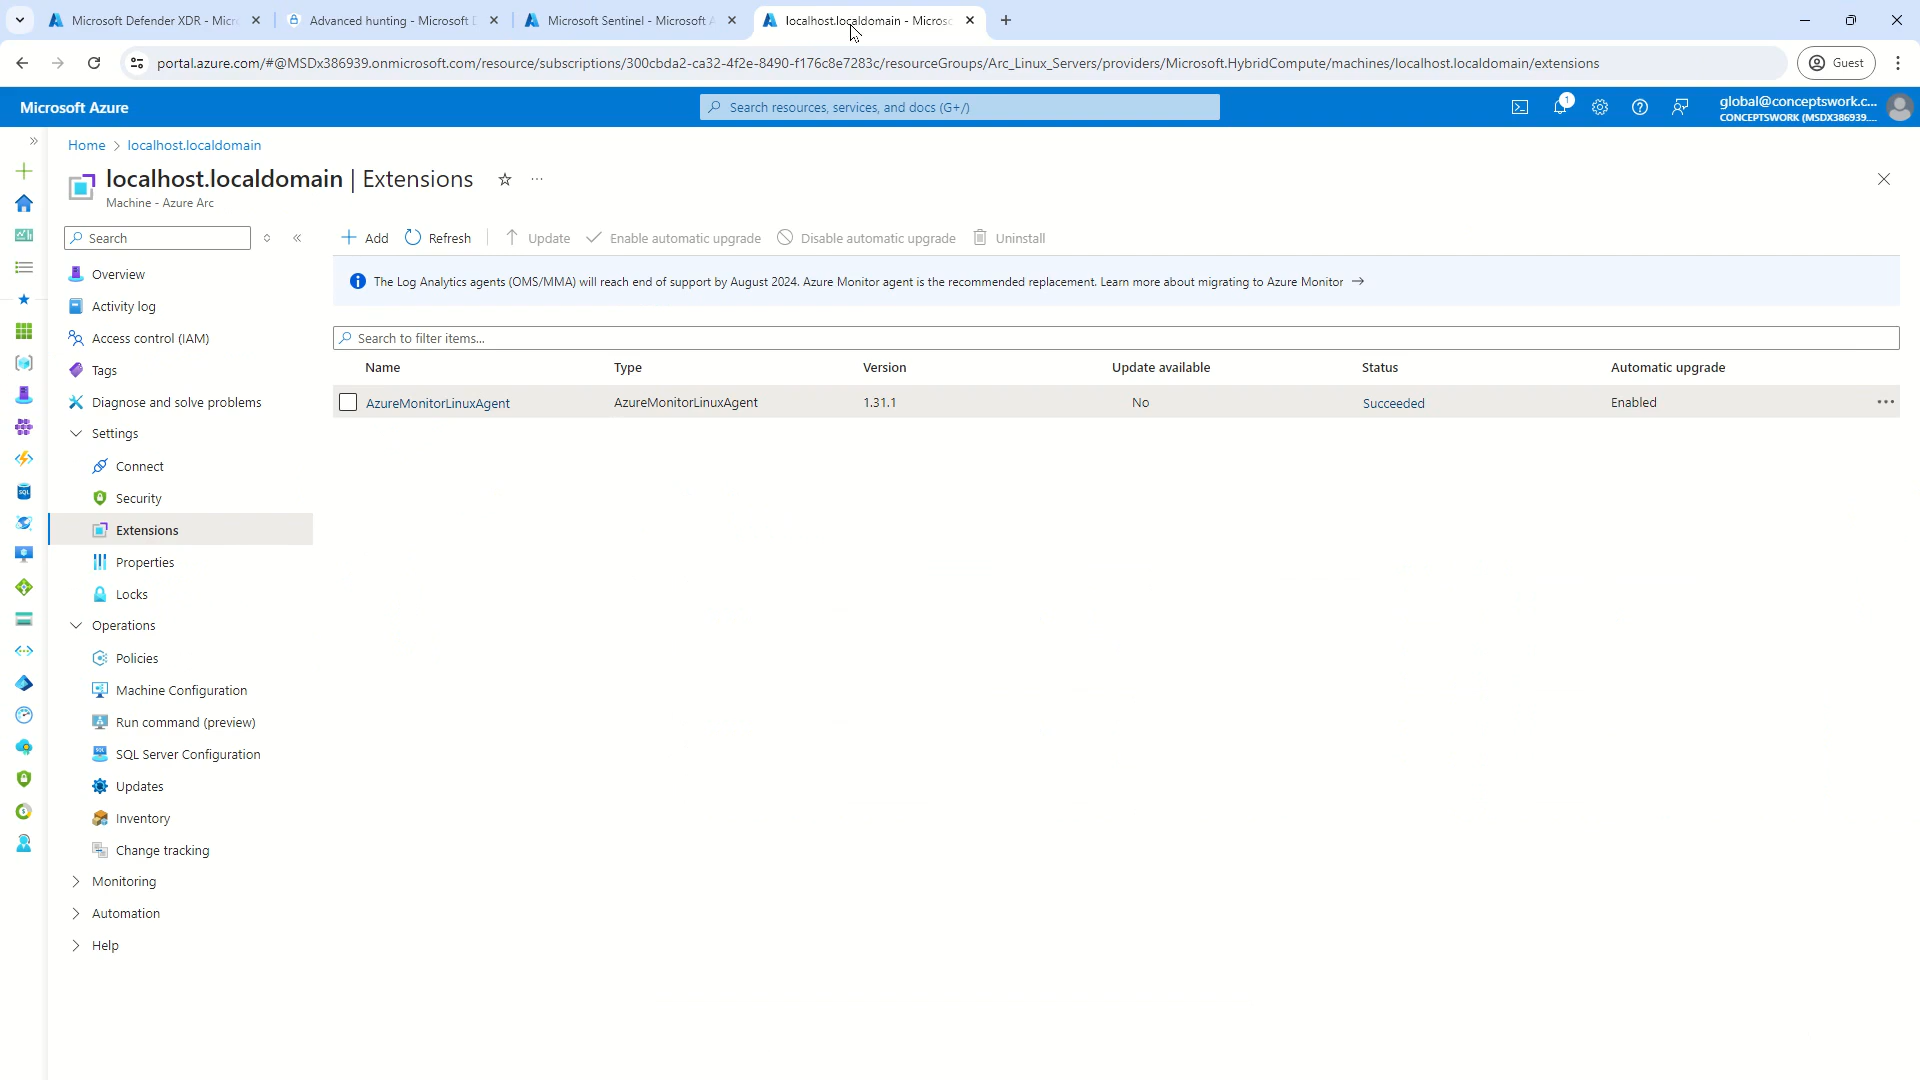 Microsoft Defender XDR - Micr
Advanced hunting - Microsoft D
Microsoft Sentinel - Microsoft A
localhost.localdomain - Micros
portal.azure.com/#@MSDx386939.onmicrosoft.com/resource/subscriptions/300cbda2-ca32-4f2e-8490-f176c8e7283c/resourceGroups/Arc_Linux_Servers/providers/Microsoft.HybridCompute/machines/localhost.localdomain/extensions
Guest
Microsoft Azure
Search resources, services, and docs (G+/)
1
global@conceptswork.c...
CONCEPTSWORK (MSDX386939....
Home > localhost.localdomain
localhost.localdomain | Extensions
Machine - Azure Arc
Search
Add
Refresh
Update
Enable automatic upgrade
Disable automatic upgrade
Uninstall
The Log Analytics agents (OMS/MMA) will reach end of support by August 2024. Azure Monitor agent is the recommended replacement. Learn more about migrating to Azure Monitor →
Search to filter items...
Name Type Version Update available Status Automatic upgrade
AzureMonitorLinuxAgent AzureMonitorLinuxAgent 1.31.1 No Succeeded Enabled
Overview
Activity log
Access control (IAM)
Tags
Diagnose and solve problems
Settings
Connect
Security
Extensions
Properties
Locks
Operations
Policies
Machine Configuration
Run command (preview)
SQL Server Configuration
Updates
Inventory
Change tracking
Monitoring
Automation
Help